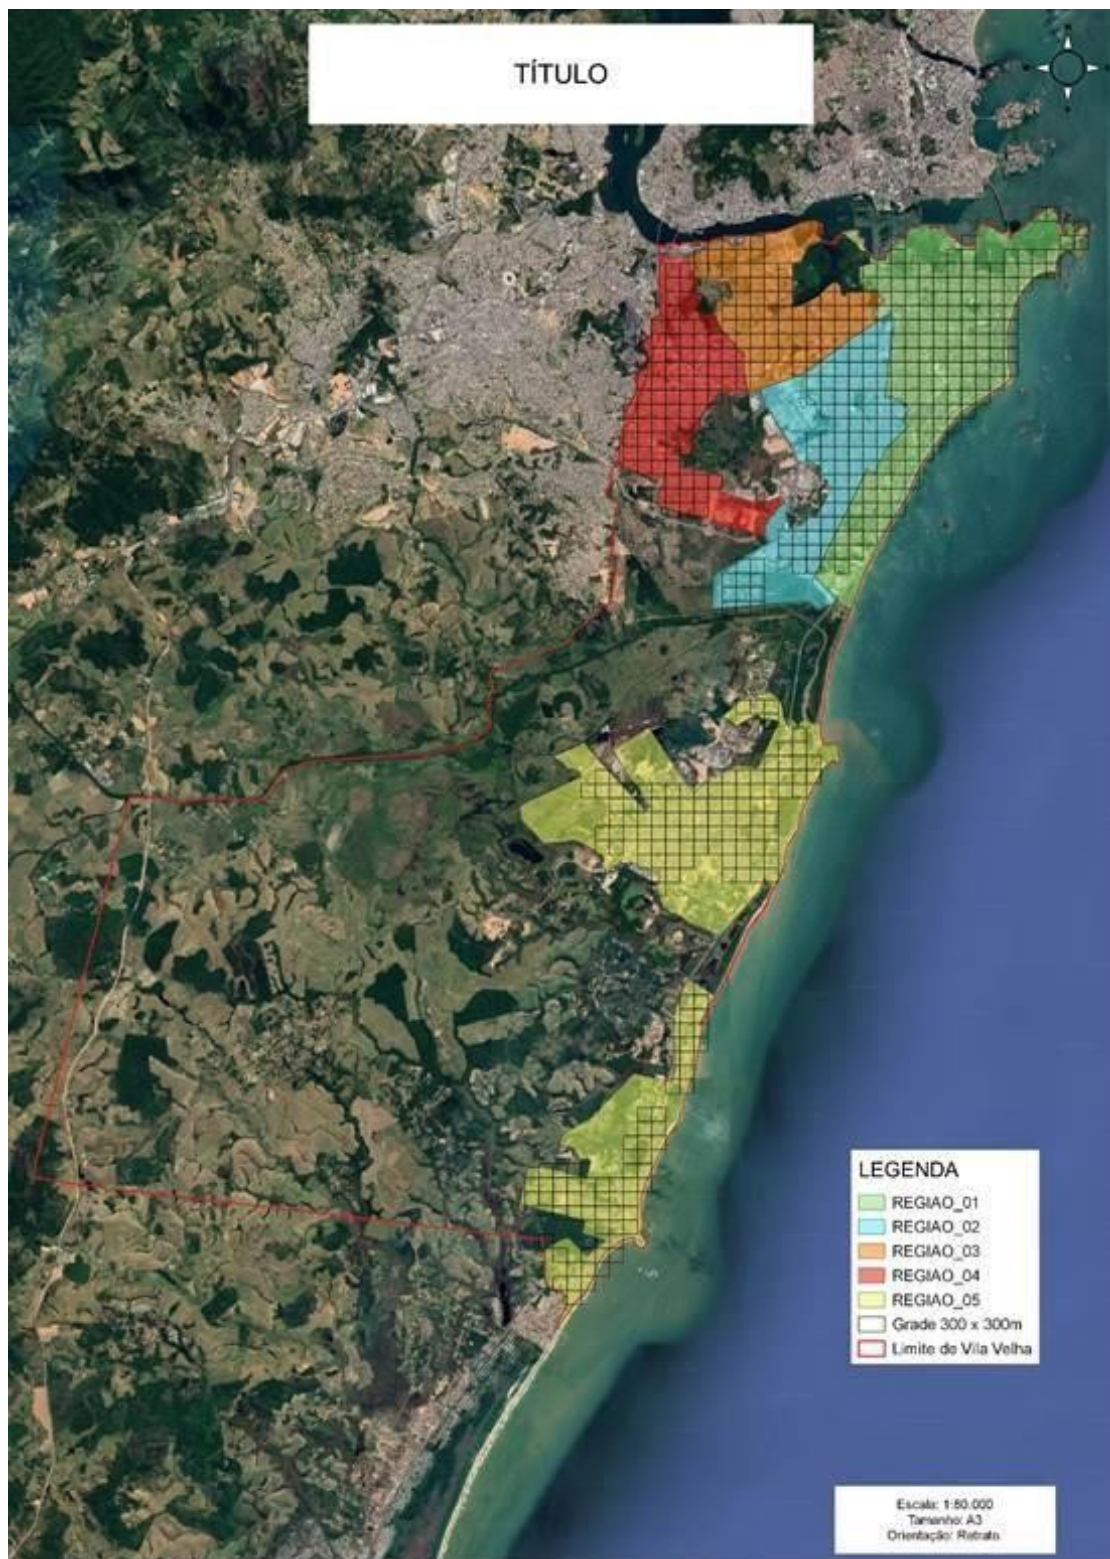 TÍTULO
LEGENDA
REGIAO_01
REGIAO_02
REGIAO_03
REGIAO_04
REGIAO_05
Grade 300 x 300m
Limite de Vila Velha
Escala: 1:80.000
Tamanho: A3
Orientação: Retrato